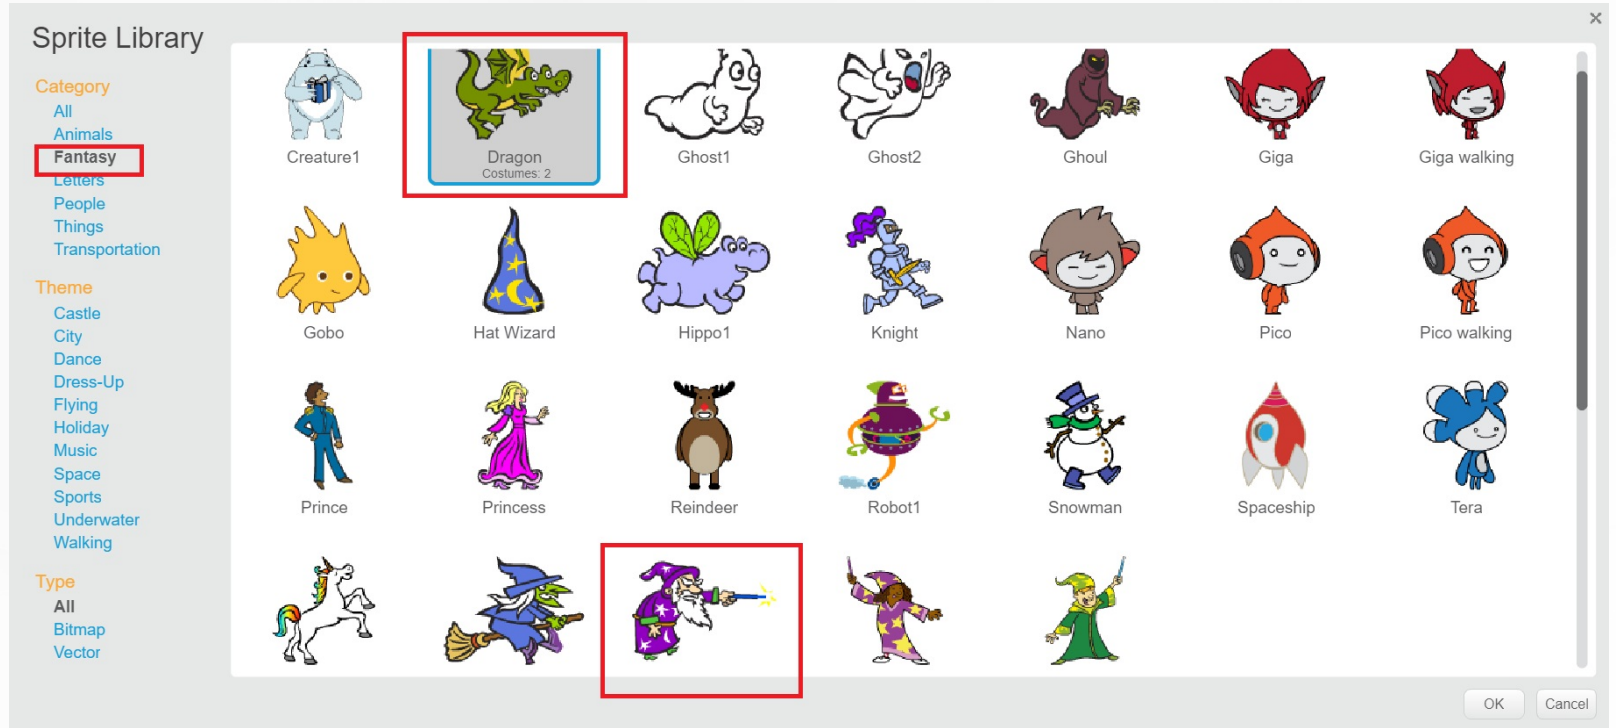 Sprite Library
×
Category
All
Animals
Fantasy
Letters
People
Things
Transportation
Theme
Castle
City
Dance
Dress-Up
Flying
Holiday
Music
Space
Sports
Underwater
Walking
Type
All
Bitmap
Vector
Creature1
Dragon
Costumes: 2
Ghost1
Ghost2
Ghoul
Giga
Giga walking
Gobo
Hat Wizard
Hippo1
Knight
Nano
Pico
Pico walking
Prince
Princess
Reindeer
Robot1
Snowman
Spaceship
Tera
OK
Cancel